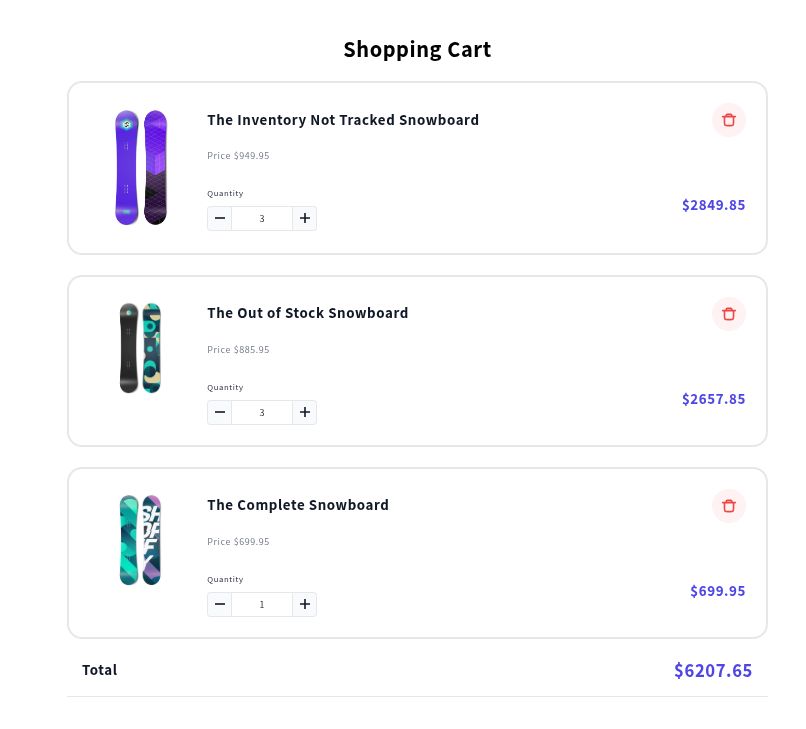 Shopping Cart
The Inventory Not Tracked Snowboard
Price $949.95
Quantity
3
$2849.85
The Out of Stock Snowboard
Price $885.95
Quantity
3
$2657.85
The Complete Snowboard
Price $699.95
Quantity
1
$699.95
Total
$6207.65